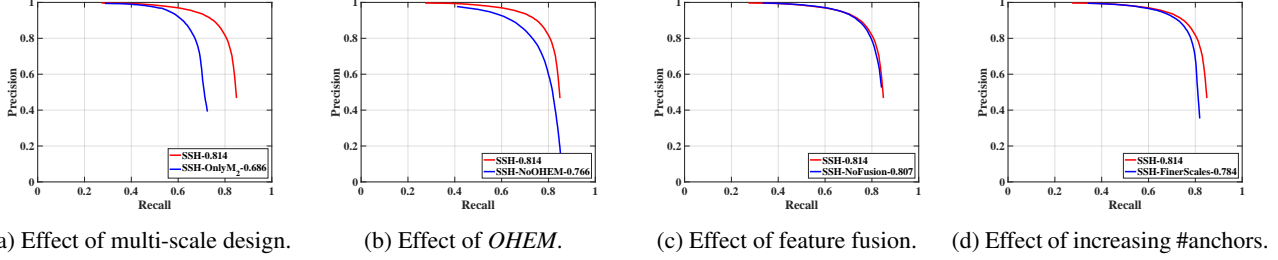 1
0.8
0.6
0.4
0.2
0
Precision
SSH-0.814
SSH-OnlyM2-0.686
0 0.2 0.4 0.6 0.8 1
Recall
a) Effect of multi-scale design.
1
0.8
0.6
0.4
0.2
0
Precision
SSH-0.814
SSH-NoOHEM-0.766
0 0.2 0.4 0.6 0.8 1
Recall
(b) Effect of OHEM.
1
0.8
0.6
0.4
0.2
0
Precision
SSH-0.814
SSH-NoFusion-0.807
0 0.2 0.4 0.6 0.8 1
Recall
(c) Effect of feature fusion.
1
0.8
0.6
0.4
0.2
0
Precision
SSH-0.814
SSH-FinerScales-0.784
0 0.2 0.4 0.6 0.8 1
Recall
(d) Effect of increasing #anchors.